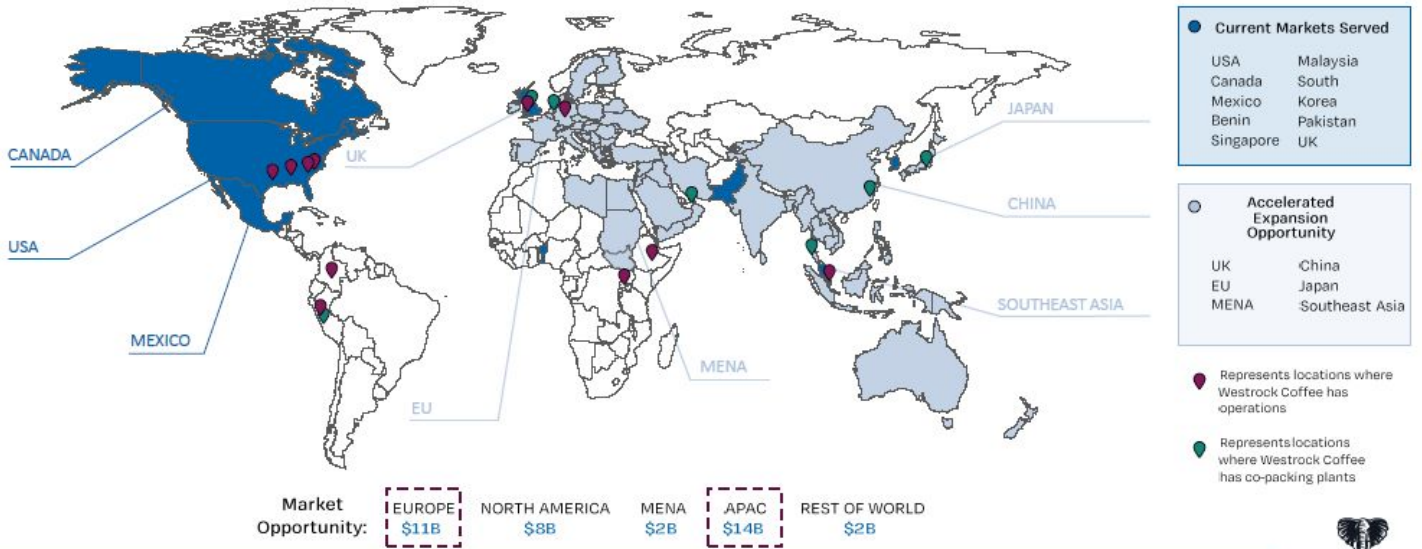 CANADA
USA
MEXICO
UK
EU
MENA
JAPAN
CHINA
SOUTHEAST ASIA
Current Markets Served
USA Malaysia
Canada South
Mexico Korea
Benin Pakistan
Singapore UK
Accelerated
Expansion
Opportunity
UK China
EU Japan
MENA Southeast Asia
Represents locations where
Westrock Coffee has
operations
Represents locations
where Westrock Coffee
has co-packing plants
Market
Opportunity:
EUROPE NORTH AMERICA MENA APAC REST OF WORLD
$11B $8B $2B $14B $2B